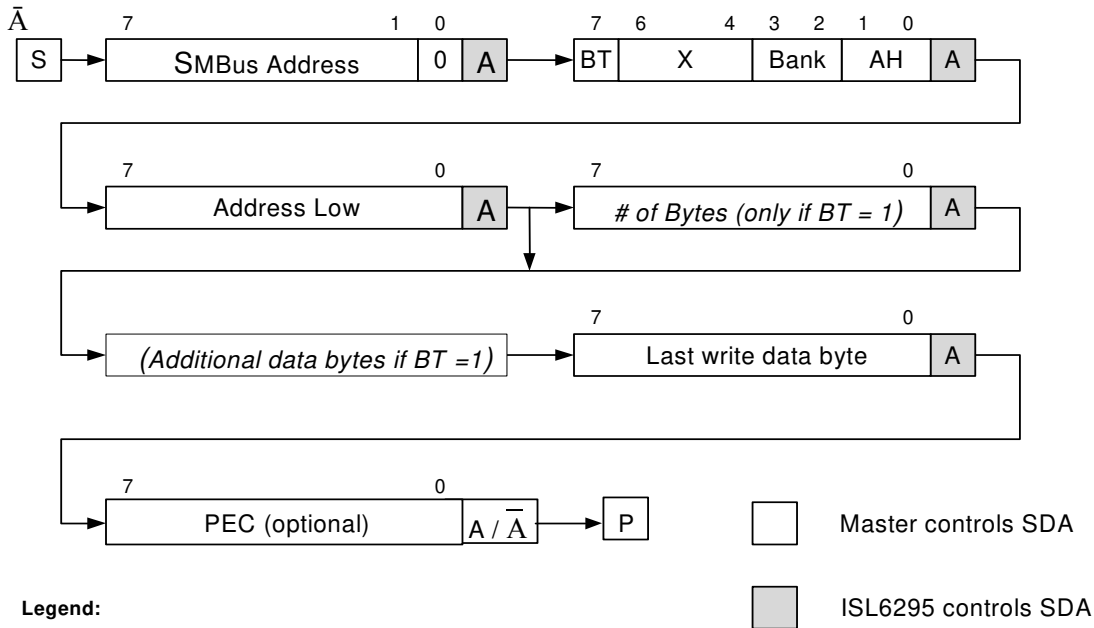 Ā
7 1 0 7 6 4 3 2 1 0
S SMBus Address 0 A BT X Bank AH A
7 0 7 0
Address Low A # of Bytes (only if BT = 1) A
7 0
(Additional data bytes if BT =1) Last write data byte A
7 0
PEC (optional) A / Ā P
Master controls SDA
Legend:
ISL6295 controls SDA